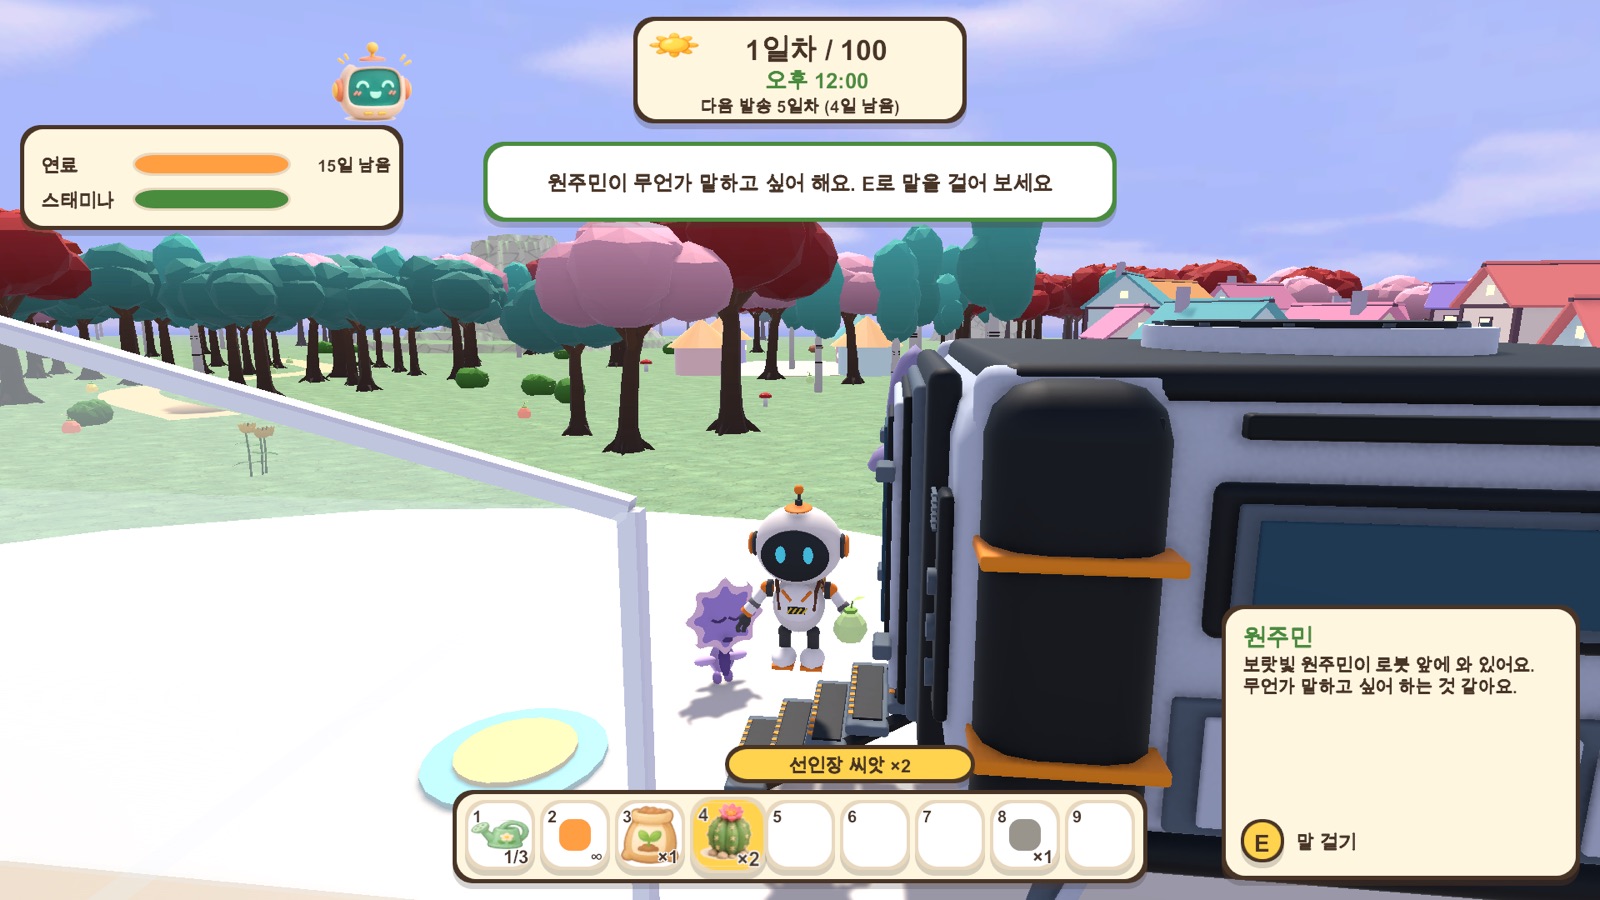 1일차 / 100
오후 12:00
다음 발송 5일차 (4일 남음)
연료
15일 남음
스태미나
원주민이 무언가 말하고 싶어 해요. E로 말을 걸어 보세요
원주민
보랏빛 원주민이 로봇 앞에 와 있어요.
무언가 말하고 싶어 하는 것 같아요.
E 말 걸기
선인장 씨앗 ×2
1 2 3 4 5 6 7 8 9
1/3 ∞ ×1 ×2 ×1